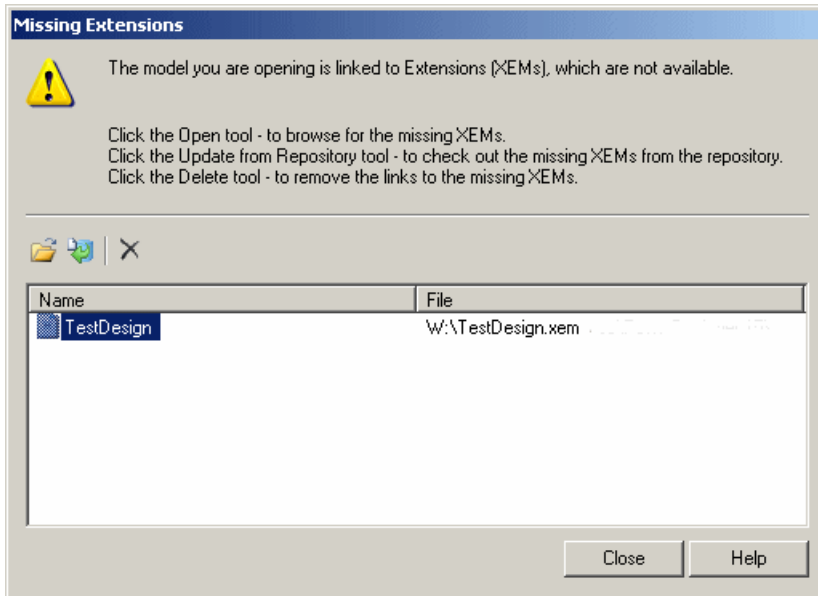 Missing Extensions
The model you are opening is linked to Extensions (XEMs), which are not available.
Click the Open tool - to browse for the missing XEMs.
Click the Update from Repository tool - to check out the missing XEMs from the repository.
Click the Delete tool - to remove the links to the missing XEMs.
Name File
TestDesign W:\TestDesign.xem
Close Help